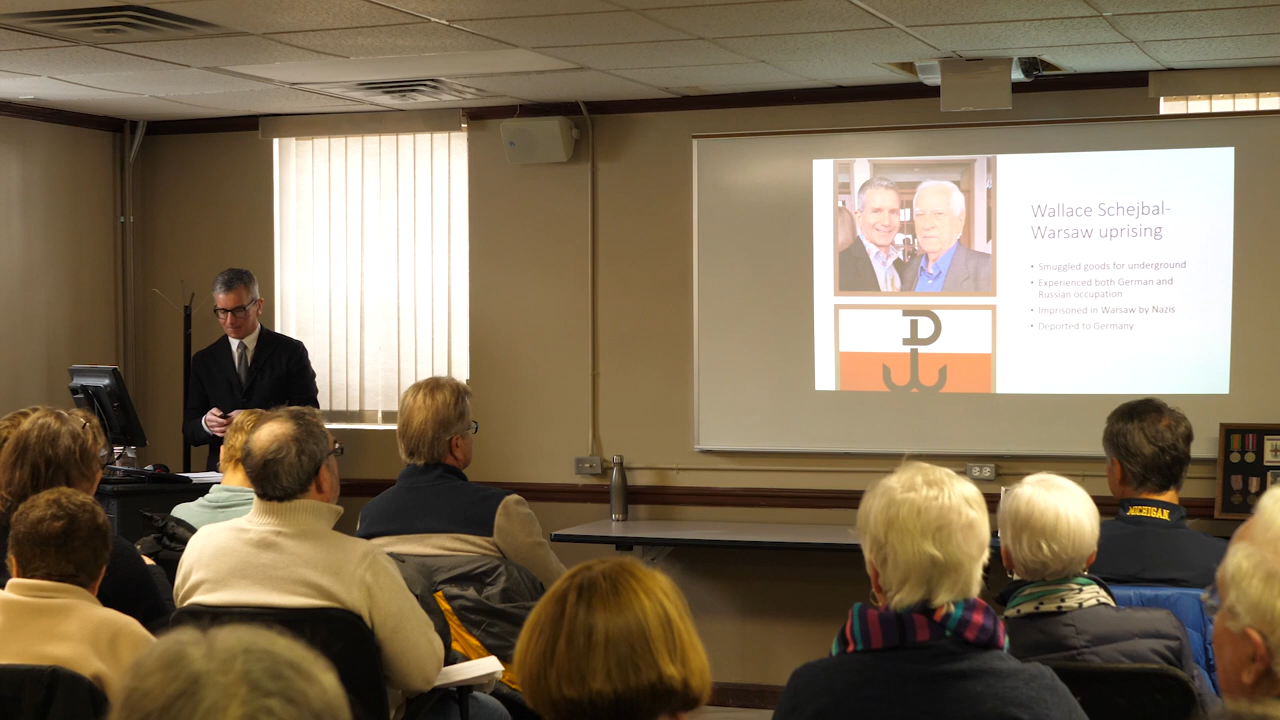 Wallace Schejbal-
Warsaw uprising
• Smuggled goods for underground
• Experienced both German and
Russian occupation
• Imprisoned in Warsaw by Nazis
• Deported to Germany
MICHIGAN